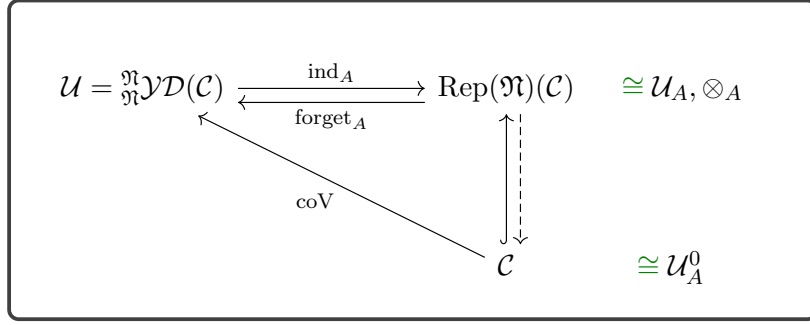 𝒰 = ᴺ_ᴺ𝒴𝒟(𝒞) ind_A Rep(𝔑)(𝒞) ≅ 𝒰_A, ⊗_A
forget_A
coV
𝒞 ≅ 𝒰_A^0